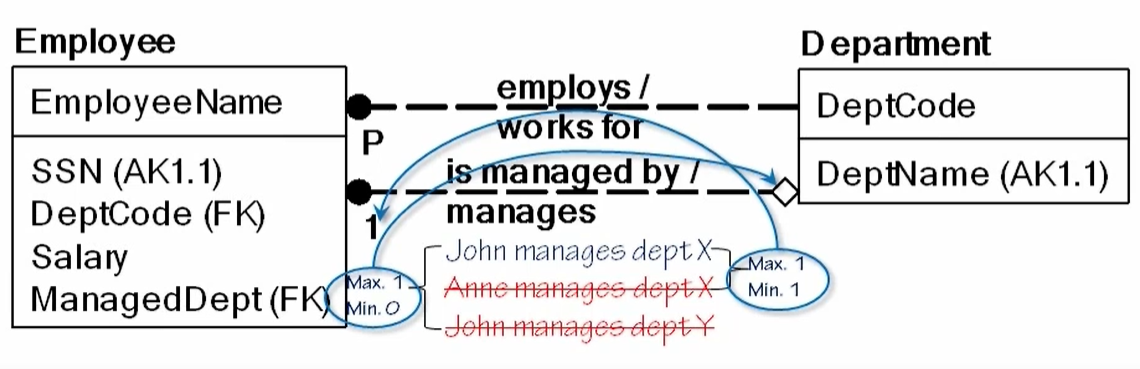 Employee
Department
EmployeeName
employs /
works for
DeptCode
P
SSN (AK1.1)
is managed by /
manages
DeptName (AK1.1)
DeptCode (FK)
1
Salary
ManagedDept (FK)
Max. 1
Min. 0
John manages dept X
Anne manages dept X
John manages dept Y
Max. 1
Min. 1